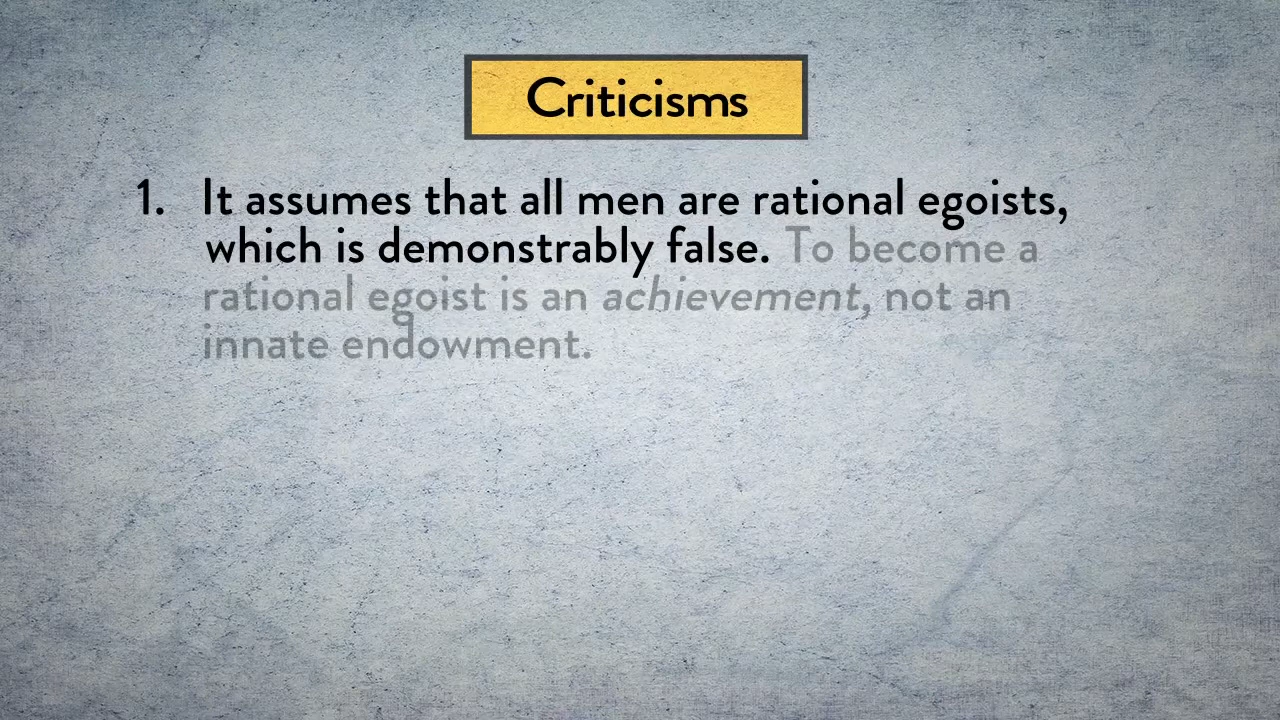 Criticisms
1. It assumes that all men are rational egoists,
which is demonstrably false. To become a
rational egoist is an achievement, not an
innate endowment.